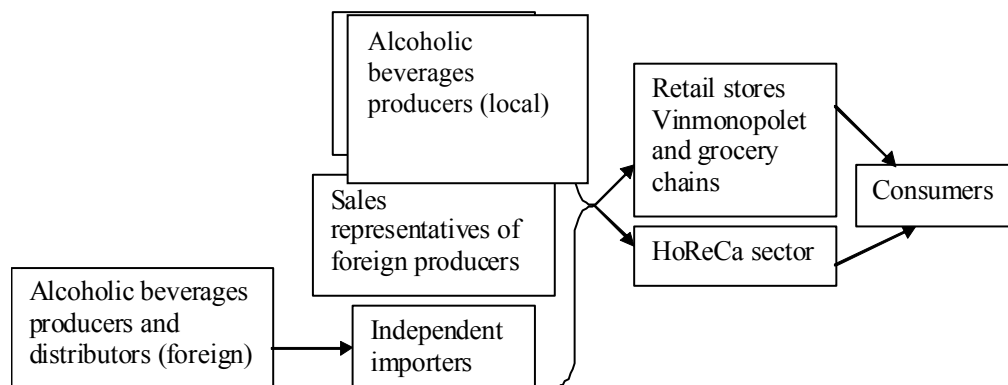 Alcoholic
beverages
producers (local)
Sales
representatives of
foreign producers
Alcoholic beverages
producers and
distributors (foreign)
Independent
importers
Retail stores
Vinmonopolet
and grocery
chains
HoReCa sector
Consumers